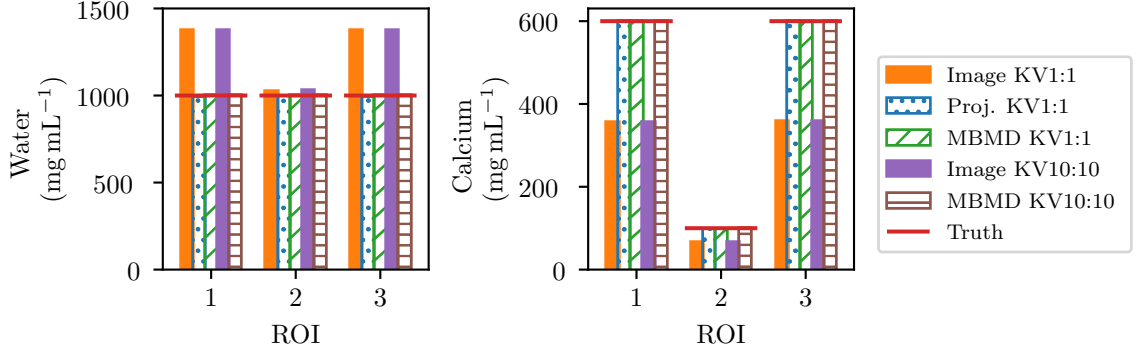 Water
(mg mL⁻¹)
1500
1000
500
0
1 2 3
ROI
Calcium
(mg mL⁻¹)
600
400
200
0
1 2 3
ROI
Image KV1:1
Proj. KV1:1
MBMD KV1:1
Image KV10:10
MBMD KV10:10
Truth